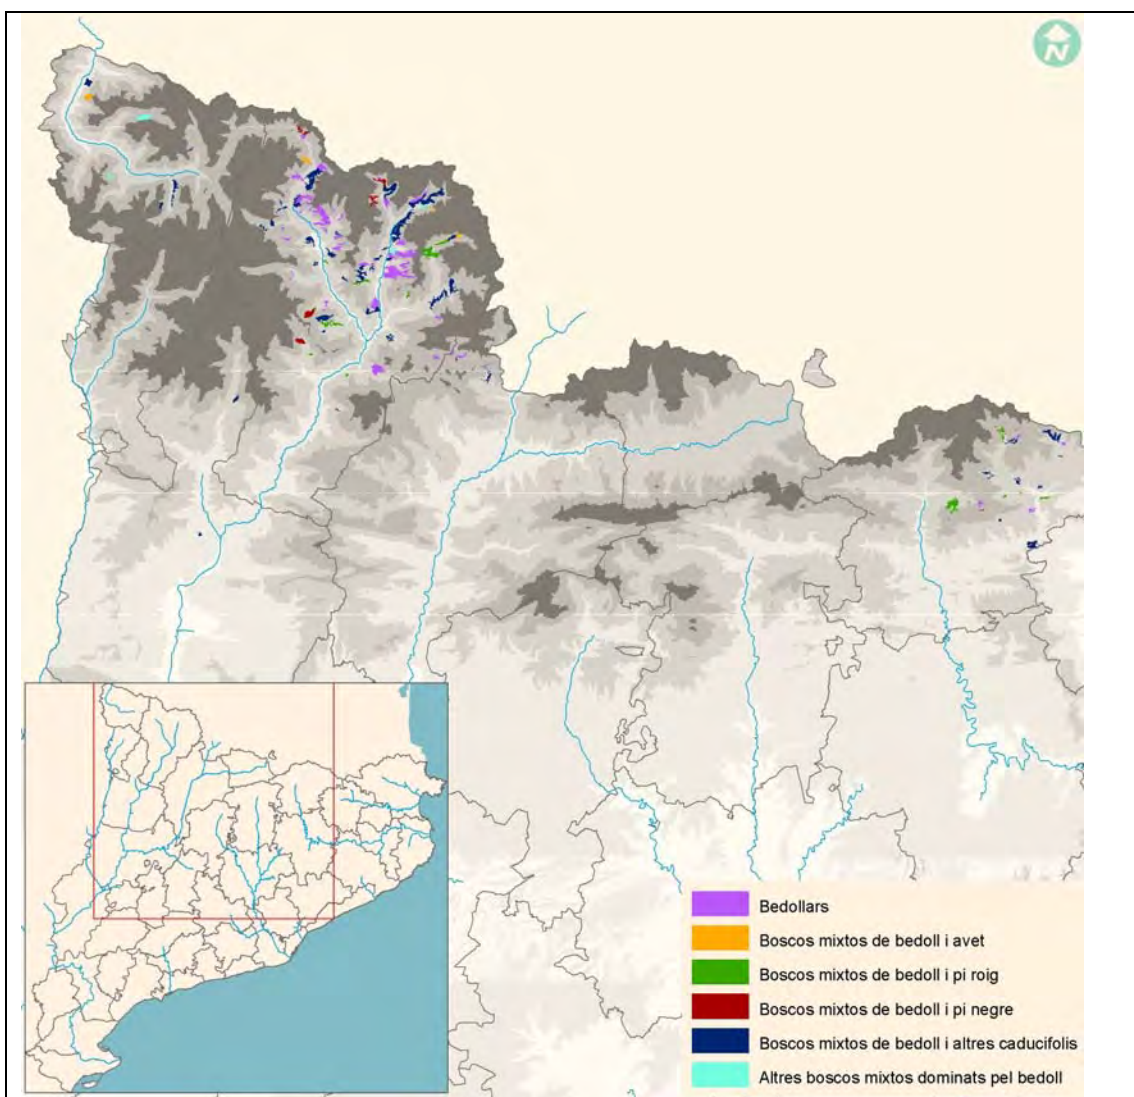 N
Bedollars
Boscos mixtos de bedoll i avet
Boscos mixtos de bedoll i pi roig
Boscos mixtos de bedoll i pi negre
Boscos mixtos de bedoll i altres caducifolis
Altres boscos mixtos dominats pel bedoll